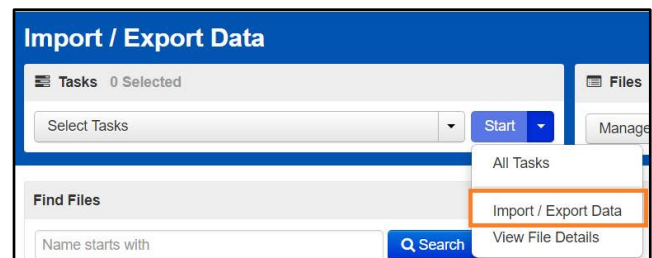 Import / Export Data
Tasks 0 Selected
Files
Select Tasks
Start
Manage
All Tasks
Find Files
Import / Export Data
Name starts with
Search
View File Details